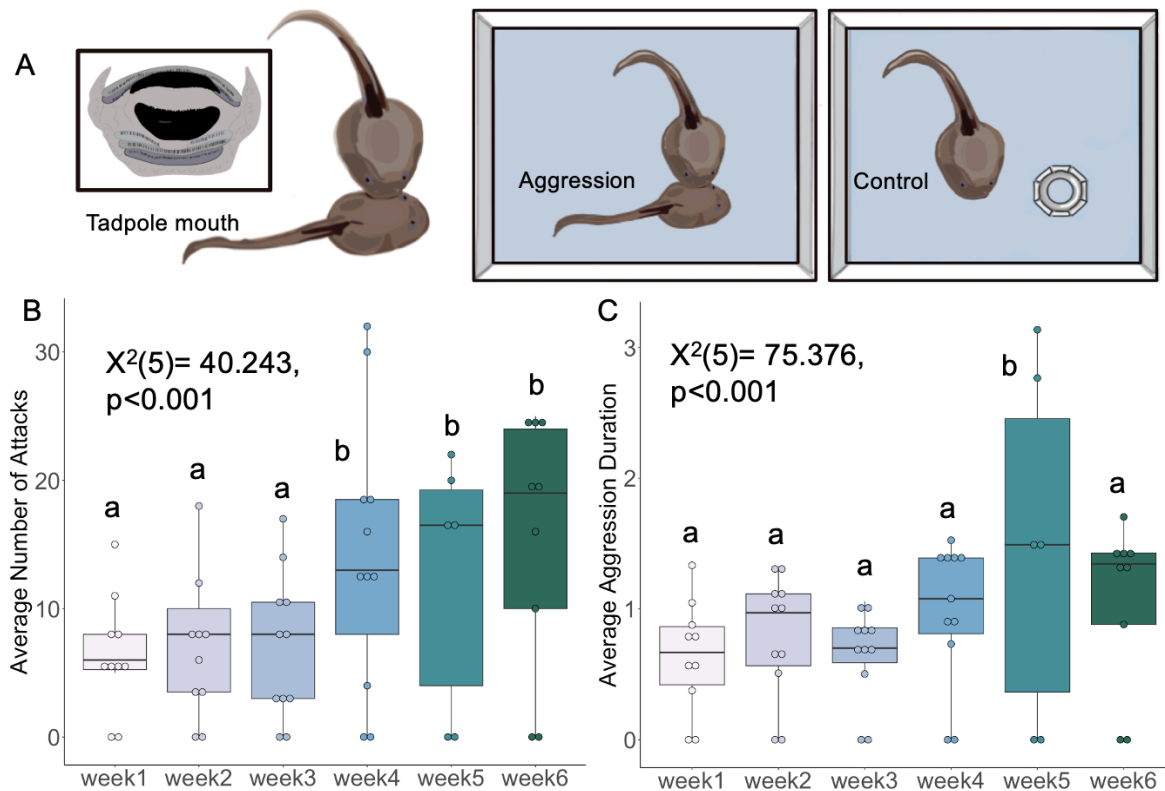 A
Tadpole mouth
Aggression
Control
B
X²(5)= 40.243,
p<0.001
Average Number of Attacks
30
20
10
0
a
a
a
b
b
b
week1 week2 week3 week4 week5 week6
C
X²(5)= 75.376,
p<0.001
Average Aggression Duration
3
2
1
0
a
a
a
a
b
a
week1 week2 week3 week4 week5 week6